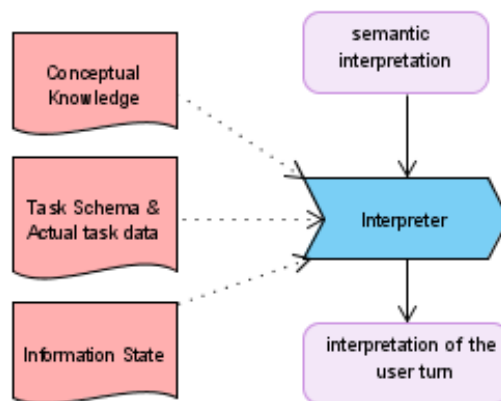 semantic
interpretation
Conceptual
Knowledge
Task Schema &
Actual task data
Interpreter
Information State
interpretation of the
user turn